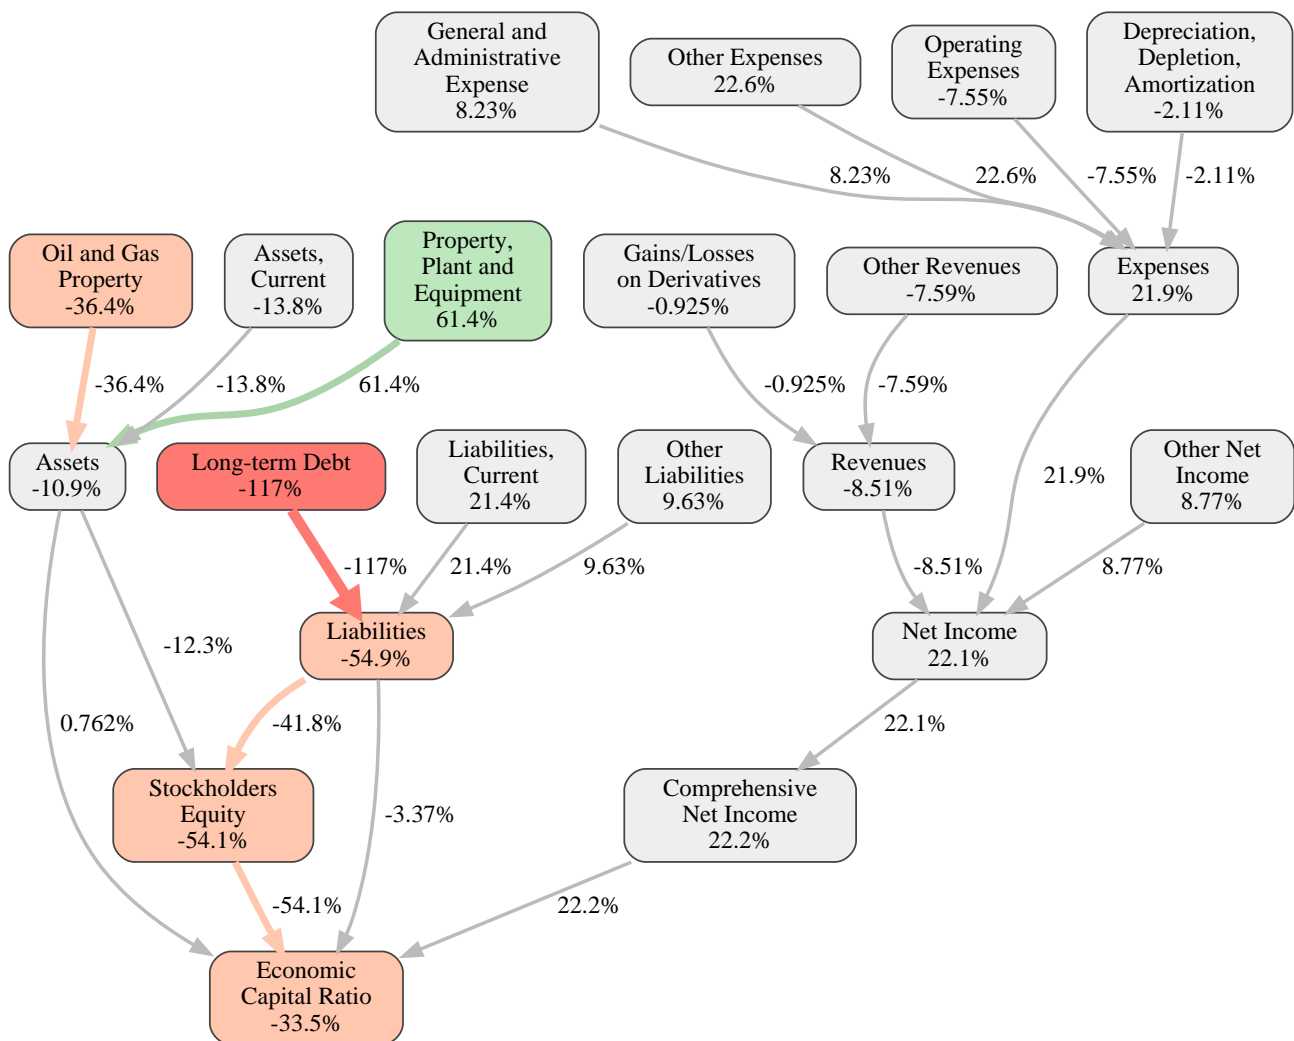 General and
Administrative
Expense
8.23%
Other Expenses
22.6%
Operating
Expenses
-7.55%
Depreciation,
Depletion,
Amortization
-2.11%
8.23%
22.6%
-7.55%
-2.11%
Oil and Gas
Property
-36.4%
Assets,
Current
-13.8%
Property,
Plant and
Equipment
61.4%
Gains/Losses
on Derivatives
-0.925%
Other Revenues
-7.59%
Expenses
21.9%
-36.4%
-13.8%
61.4%
-0.925%
-7.59%
Assets
-10.9%
Long-term Debt
-117%
Liabilities,
Current
21.4%
Other
Liabilities
9.63%
Revenues
-8.51%
21.9%
Other Net
Income
8.77%
-117%
21.4%
9.63%
-8.51%
8.77%
-12.3%
Liabilities
-54.9%
Net Income
22.1%
0.762%
-41.8%
22.1%
Stockholders
Equity
-54.1%
-3.37%
Comprehensive
Net Income
22.2%
-54.1%
22.2%
Economic
Capital Ratio
-33.5%